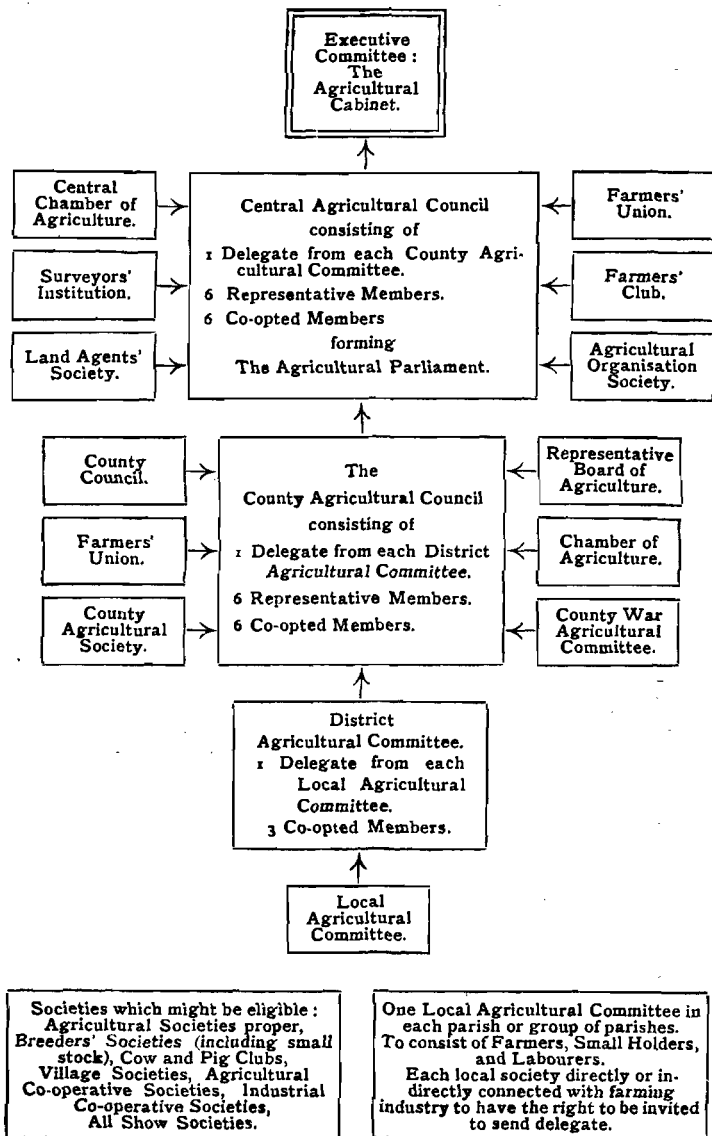 Executive
Committee :
The
Agricultural
Cabinet.
Central
Chamber of
Agriculture.
Surveyors'
Institution.
Land Agents'
Society.
Central Agricultural Council
consisting of
1 Delegate from each County Agri-
cultural Committee.
6 Representative Members.
6 Co-opted Members
forming
The Agricultural Parliament.
Farmers'
Union.
Farmers'
Club.
Agricultural
Organisation
Society.
County
Council.
Farmers'
Union.
County
Agricultural
Society.
The
County Agricultural Council
consisting of
1 Delegate from each District
Agricultural Committee.
6 Representative Members.
6 Co-opted Members.
Representative
Board of
Agriculture.
Chamber of
Agriculture.
County War
Agricultural
Committee.
District
Agricultural Committee.
1 Delegate from each
Local Agricultural
Committee.
3 Co-opted Members.
Local
Agricultural
Committee.
Societies which might be eligible :
Agricultural Societies proper,
Breeders' Societies (including small
stock), Cow and Pig Clubs,
Village Societies, Agricultural
Co-operative Societies, Industrial
Co-operative Societies,
All Show Societies.
One Local Agricultural Committee in
each parish or group of parishes.
To consist of Farmers, Small Holders,
and Labourers.
Each local society directly or in-
directly connected with farming
industry to have the right to be invited
to send delegate.